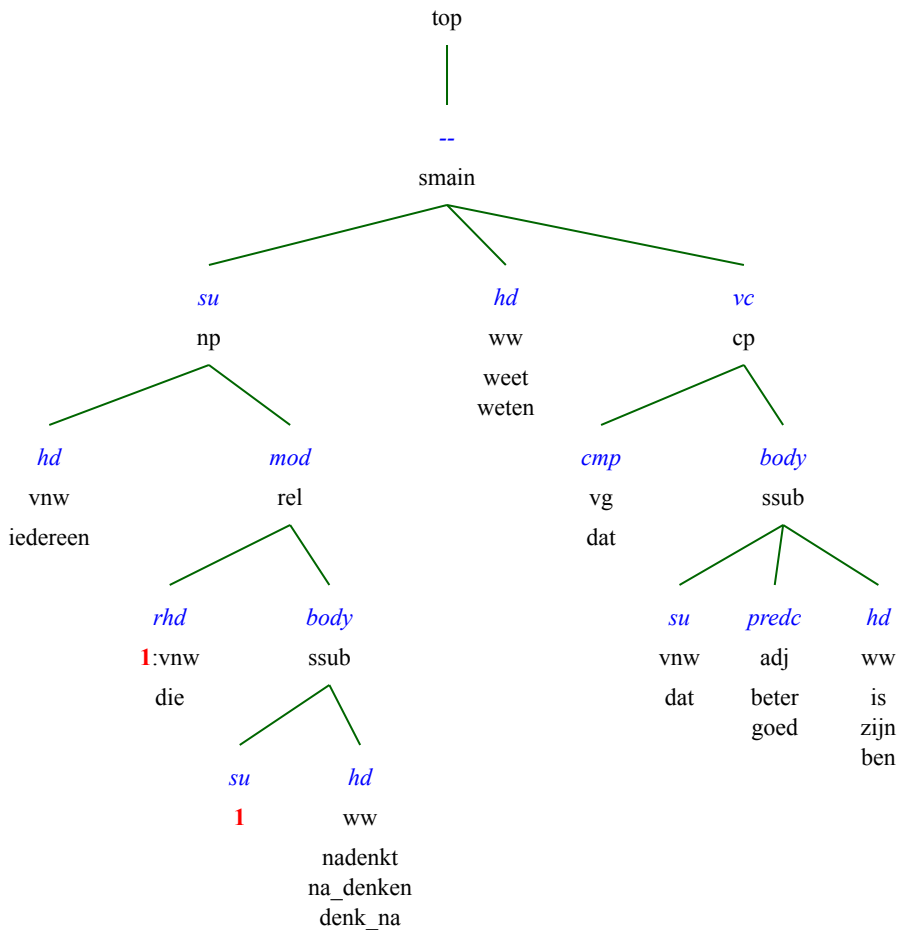 top
--
smain
su hd vc
np ww cp
weet
weten
hd mod cmp body
vnw rel vg ssub
iedereen dat
rhd body su predc hd
1:vnw ssub vnw adj ww
die dat beter is
goed zijn
ben
su hd
1 ww
nadenkt
na_denken
denk_na